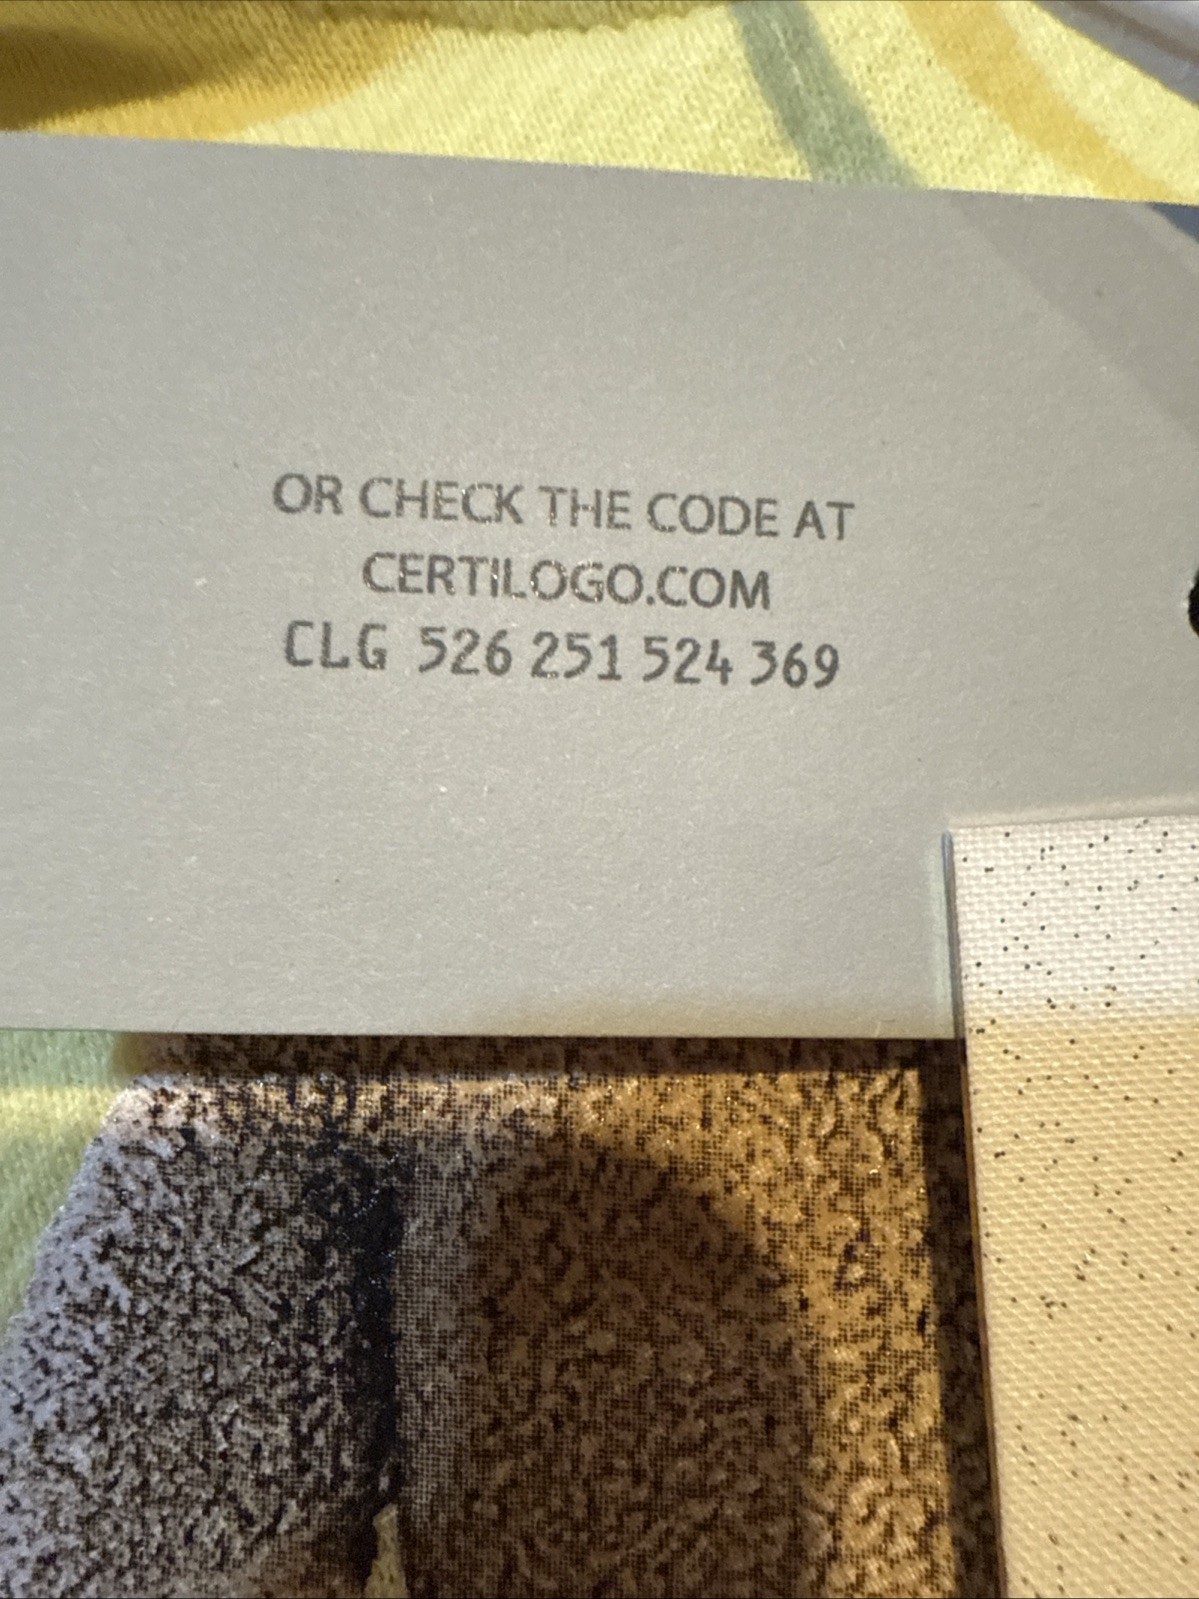 OR CHECK THE CODE AT
CERTILOGO.COM
CLG 526 251 524 369